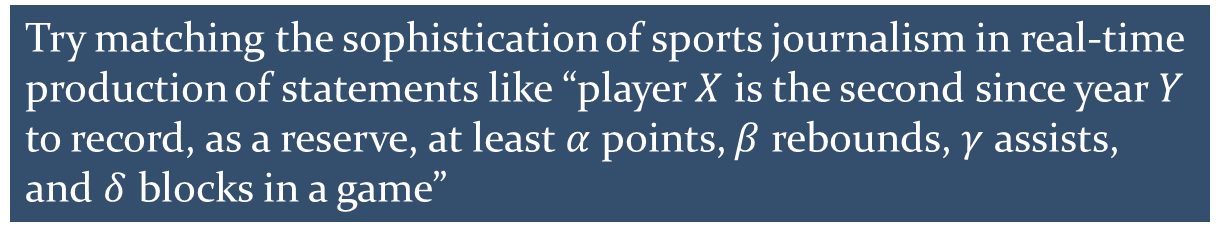 Try matching the sophistication of sports journalism in real-time
production of statements like “player X is the second since year Y
to record, as a reserve, at least α points, β rebounds, γ assists,
and δ blocks in a game”